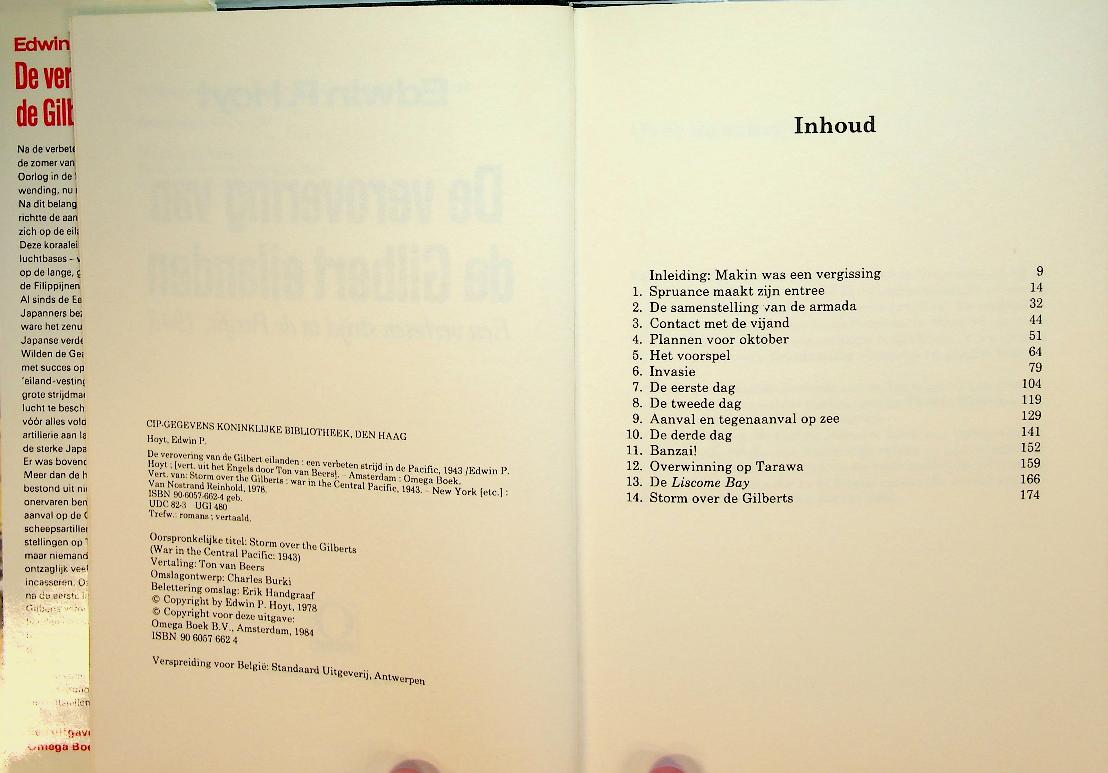 Edwin
De ver
de Gilb
Na de verbete
de zomer van
Oorlog in de
wending, nu
Na dit belang
richtte de aan
zich op de eil
Deze koraalei
luchtbases –
op de lange, g
de Filippijnen
Al sinds de Ee
Japanners bez
ware het zenu
Japanse verde
Wilden de Gea
met succes op
'eiland-vesting
grote strijdmac
lucht te besch
vóór alles vold
artillerie aan la
de sterke Japa
Er was bovend
Meer dan de h
bestond uit ni
onervaren ben
aanval op de G
scheepsartiller
stellingen op T
maar niemand
ontzaglijk veel
incasseren. O
na de eerste
Omega Boe
CIP-GEGEVENS KONINKLIJKE BIBLIOTHEEK, DEN HAAG
Hoyt, Edwin P.
De verovering van de Gilbert eilanden : een verbeten strijd in de Pacific, 1943 /Edwin P.
Hoyt ; [vert. uit het Engels door Ton van Beers]. – Amsterdam : Omega Boek.
Vert. van: Storm over the Gilberts : war in the Central Pacific, 1943. – New York [etc.] :
Van Nostrand Reinhold, 1978.
ISBN 90-6057-662-4 geb.
UDC 82-3 UGI 480
Trefw.: romans ; vertaald.
Oorspronkelijke titel: Storm over the Gilberts
(War in the Central Pacific: 1943)
Vertaling: Ton van Beers
Omslagontwerp: Charles Burki
Belettering omslag: Erik Handgraaf
© Copyright by Edwin P. Hoyt, 1978
© Copyright voor deze uitgave:
Omega Boek B.V., Amsterdam, 1984
ISBN 90 6057 662 4
Verspreiding voor België: Standaard Uitgeverij, Antwerpen
Inhoud
Inleiding: Makin was een vergissing 9
1. Spruance maakt zijn entree 14
2. De samenstelling van de armada 32
3. Contact met de vijand 44
4. Plannen voor oktober 51
5. Het voorspel 64
6. Invasie 79
7. De eerste dag 104
8. De tweede dag 119
9. Aanval en tegenaanval op zee 129
10. De derde dag 141
11. Banzai! 152
12. Overwinning op Tarawa 159
13. De Liscome Bay 166
14. Storm over de Gilberts 174